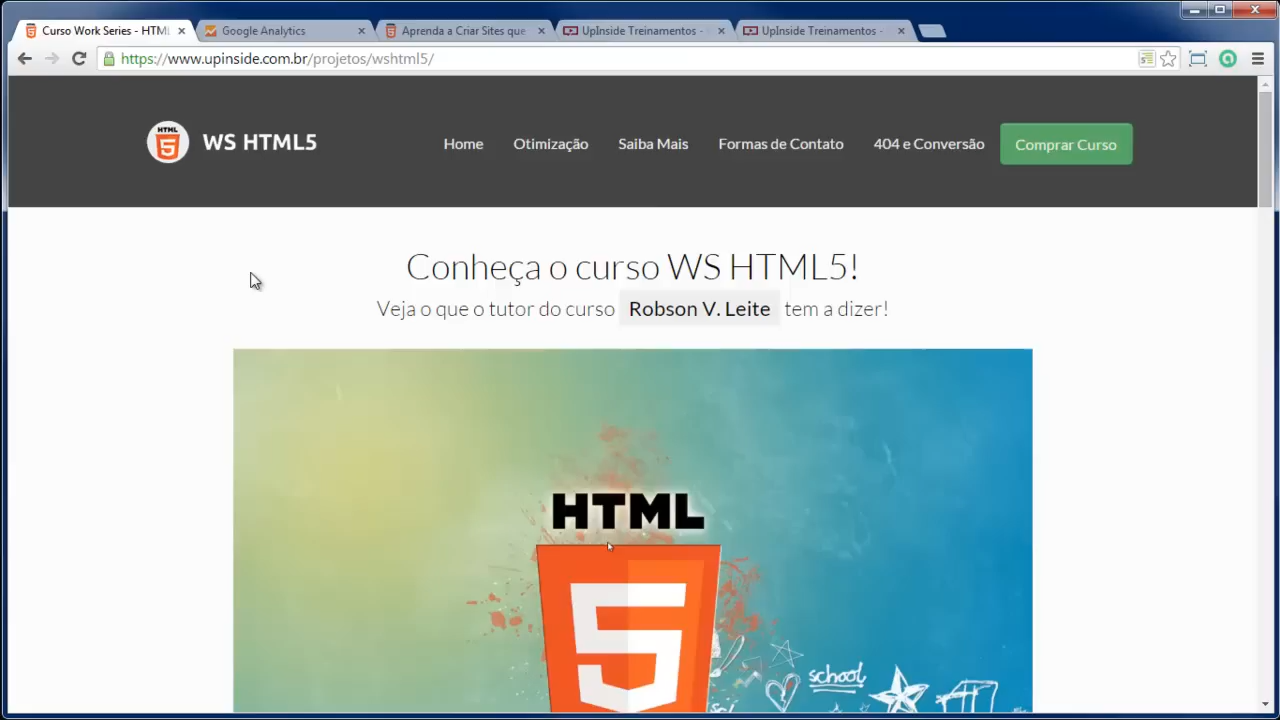 Curso Work Series - HTML
Google Analytics
Aprenda a Criar Sites que
UpInside Treinamentos -
UpInside Treinamentos -
https://www.upinside.com.br/projetos/wshtml5/
HTML
5
WS HTML5
Home
Otimização
Saiba Mais
Formas de Contato
404 e Conversão
Comprar Curso
Conheça o curso WS HTML5!
Veja o que o tutor do curso Robson V. Leite tem a dizer!
HTML
5
school